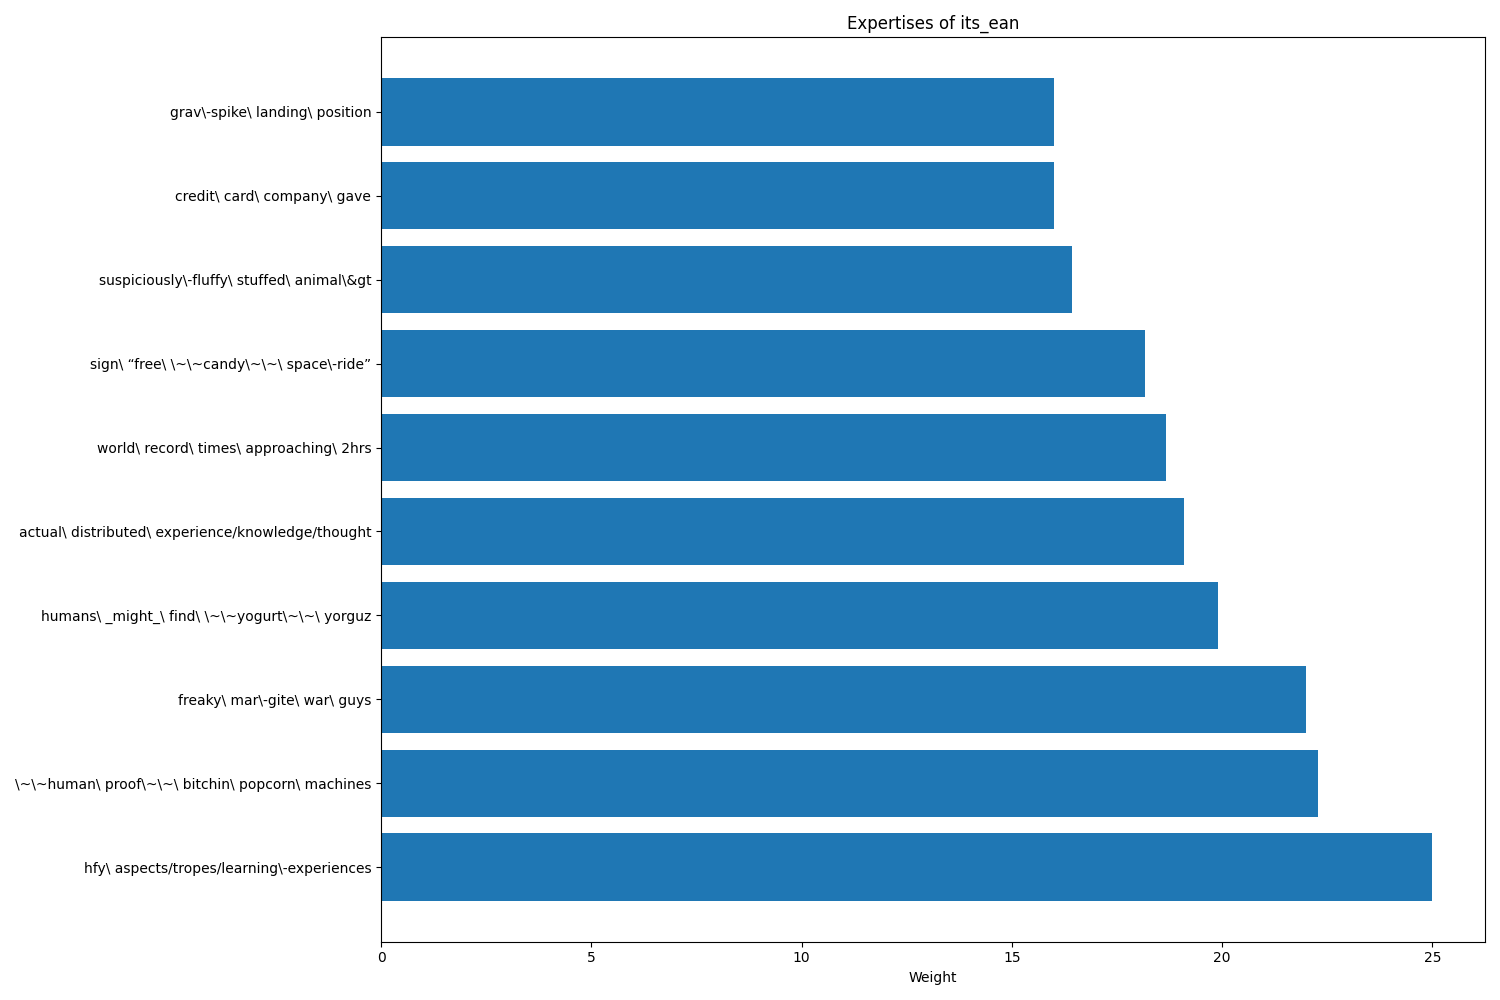 Expertises of its_ean
grav\-spike\ landing\ position
credit\ card\ company\ gave
suspiciously\-fluffy\ stuffed\ animal\&gt
sign\ “free\ \~\~candy\~\~\ space\-ride”
world\ record\ times\ approaching\ 2hrs
actual\ distributed\ experience/knowledge/thought
humans\ _might_\ find\ \~\~yogurt\~\~\ yorguz
freaky\ mar\-gite\ war\ guys
\~\~human\ proof\~\~\ bitchin\ popcorn\ machines
hfy\ aspects/tropes/learning\-experiences
0 5 10 15 20 25
Weight